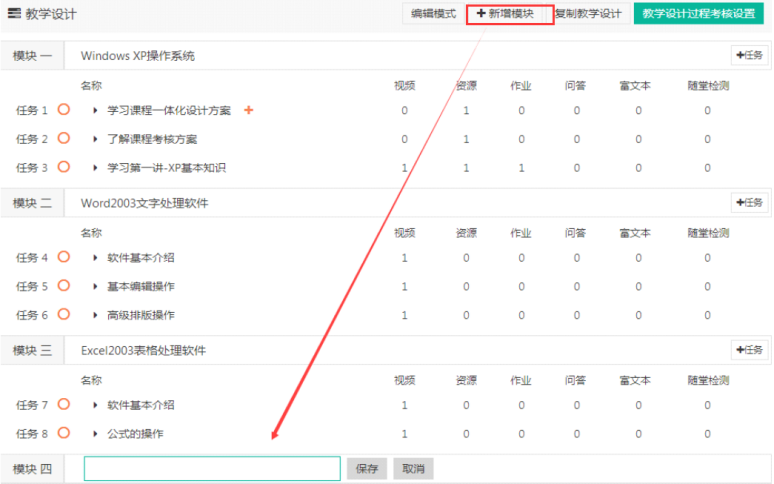 教学设计 编辑模式 新增模块 复制教学设计 教学设计过程考核设置
模块 一 Windows XP操作系统 +任务
名称 视频 资源 作业 问答 富文本 随堂检测
任务 1 学习课程一体化设计方案 + 0 1 0 0 0 0
任务 2 了解课程考核方案 0 1 0 0 0 0
任务 3 学习第一讲-XP基本知识 1 1 1 0 0 0
模块 二 Word2003文字处理软件 +任务
名称 视频 资源 作业 问答 富文本 随堂检测
任务 4 软件基本介绍 1 0 0 0 0 0
任务 5 基本编辑操作 1 0 0 0 0 0
任务 6 高级排版操作 1 0 0 0 0 0
模块 三 Excel2003表格处理软件 +任务
名称 视频 资源 作业 问答 富文本 随堂检测
任务 7 软件基本介绍 1 0 0 0 0 0
任务 8 公式的操作 1 0 0 0 0 0
模块 四 保存 取消